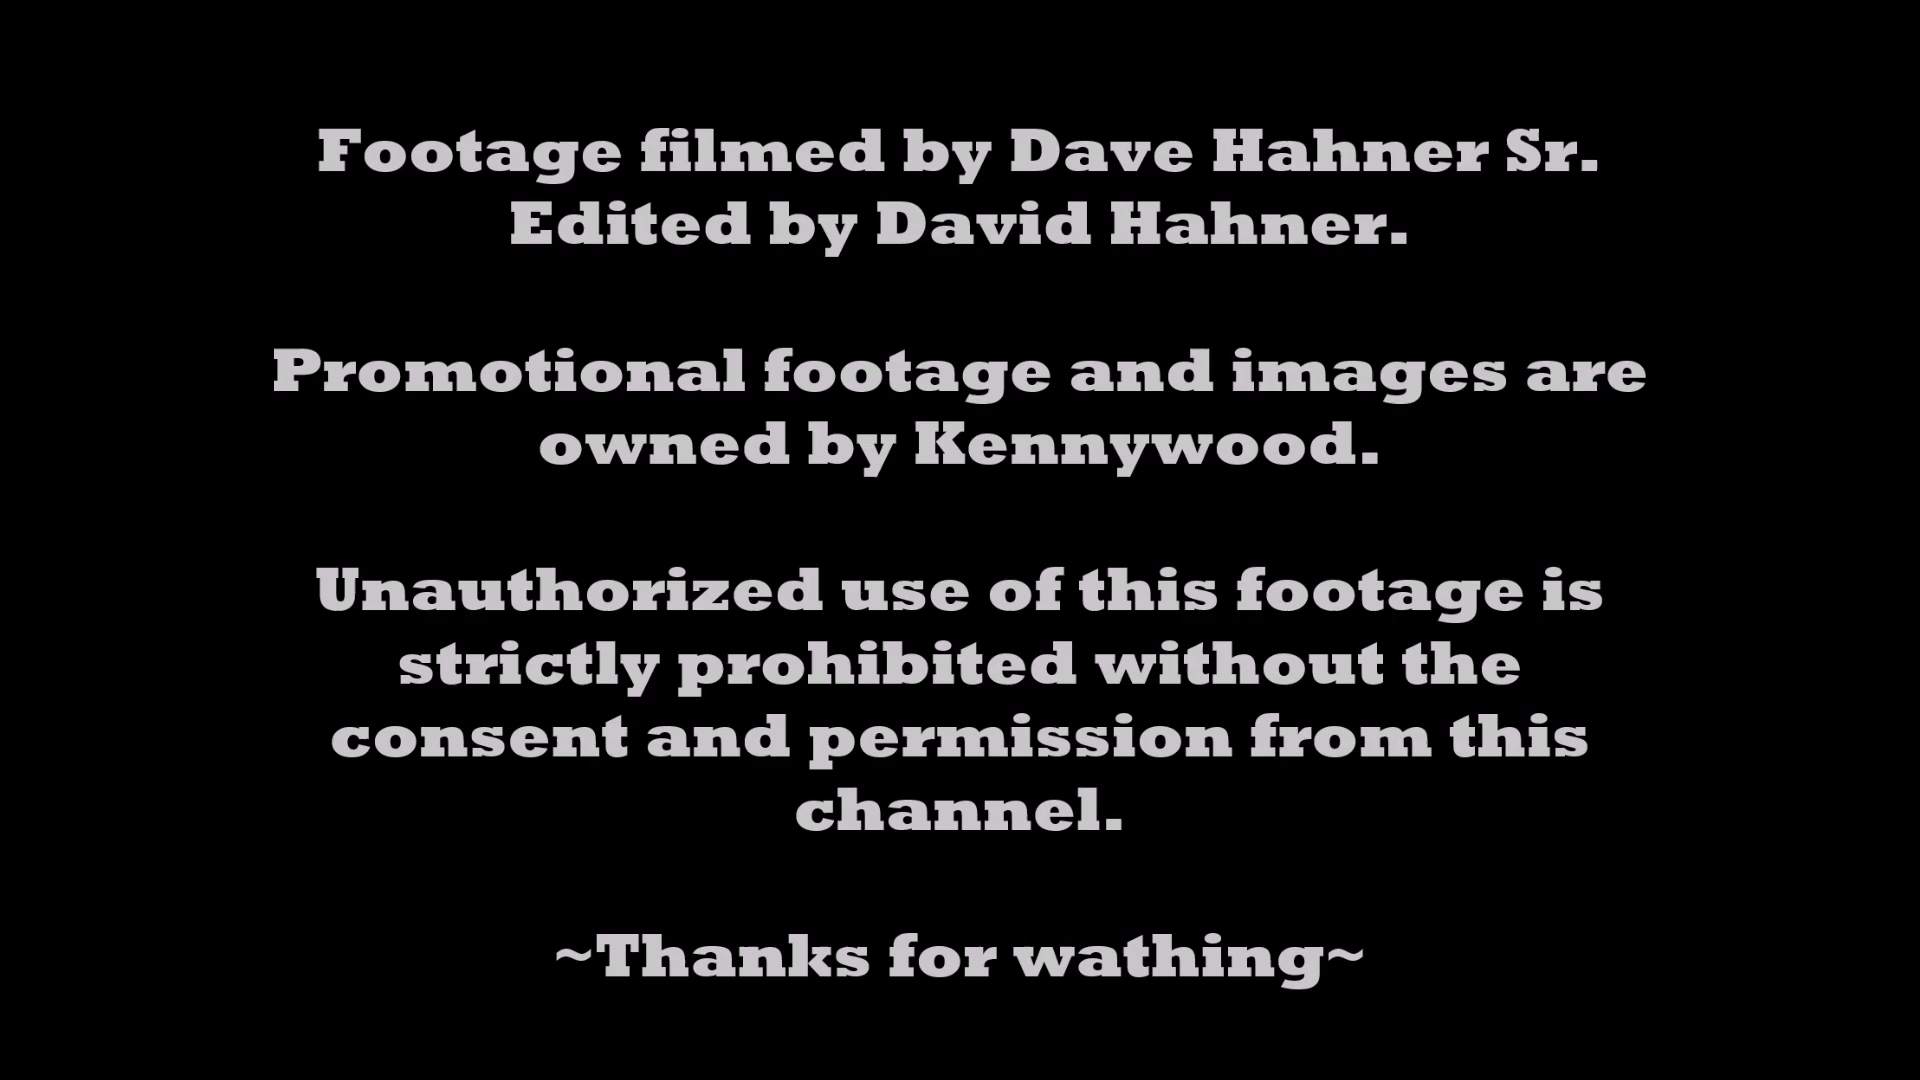 Footage filmed by Dave Hahner Sr.
Edited by David Hahner.
Promotional footage and images are
owned by Kennywood.
Unauthorized use of this footage is
strictly prohibited without the
consent and permission from this
channel.
~Thanks for wathing~